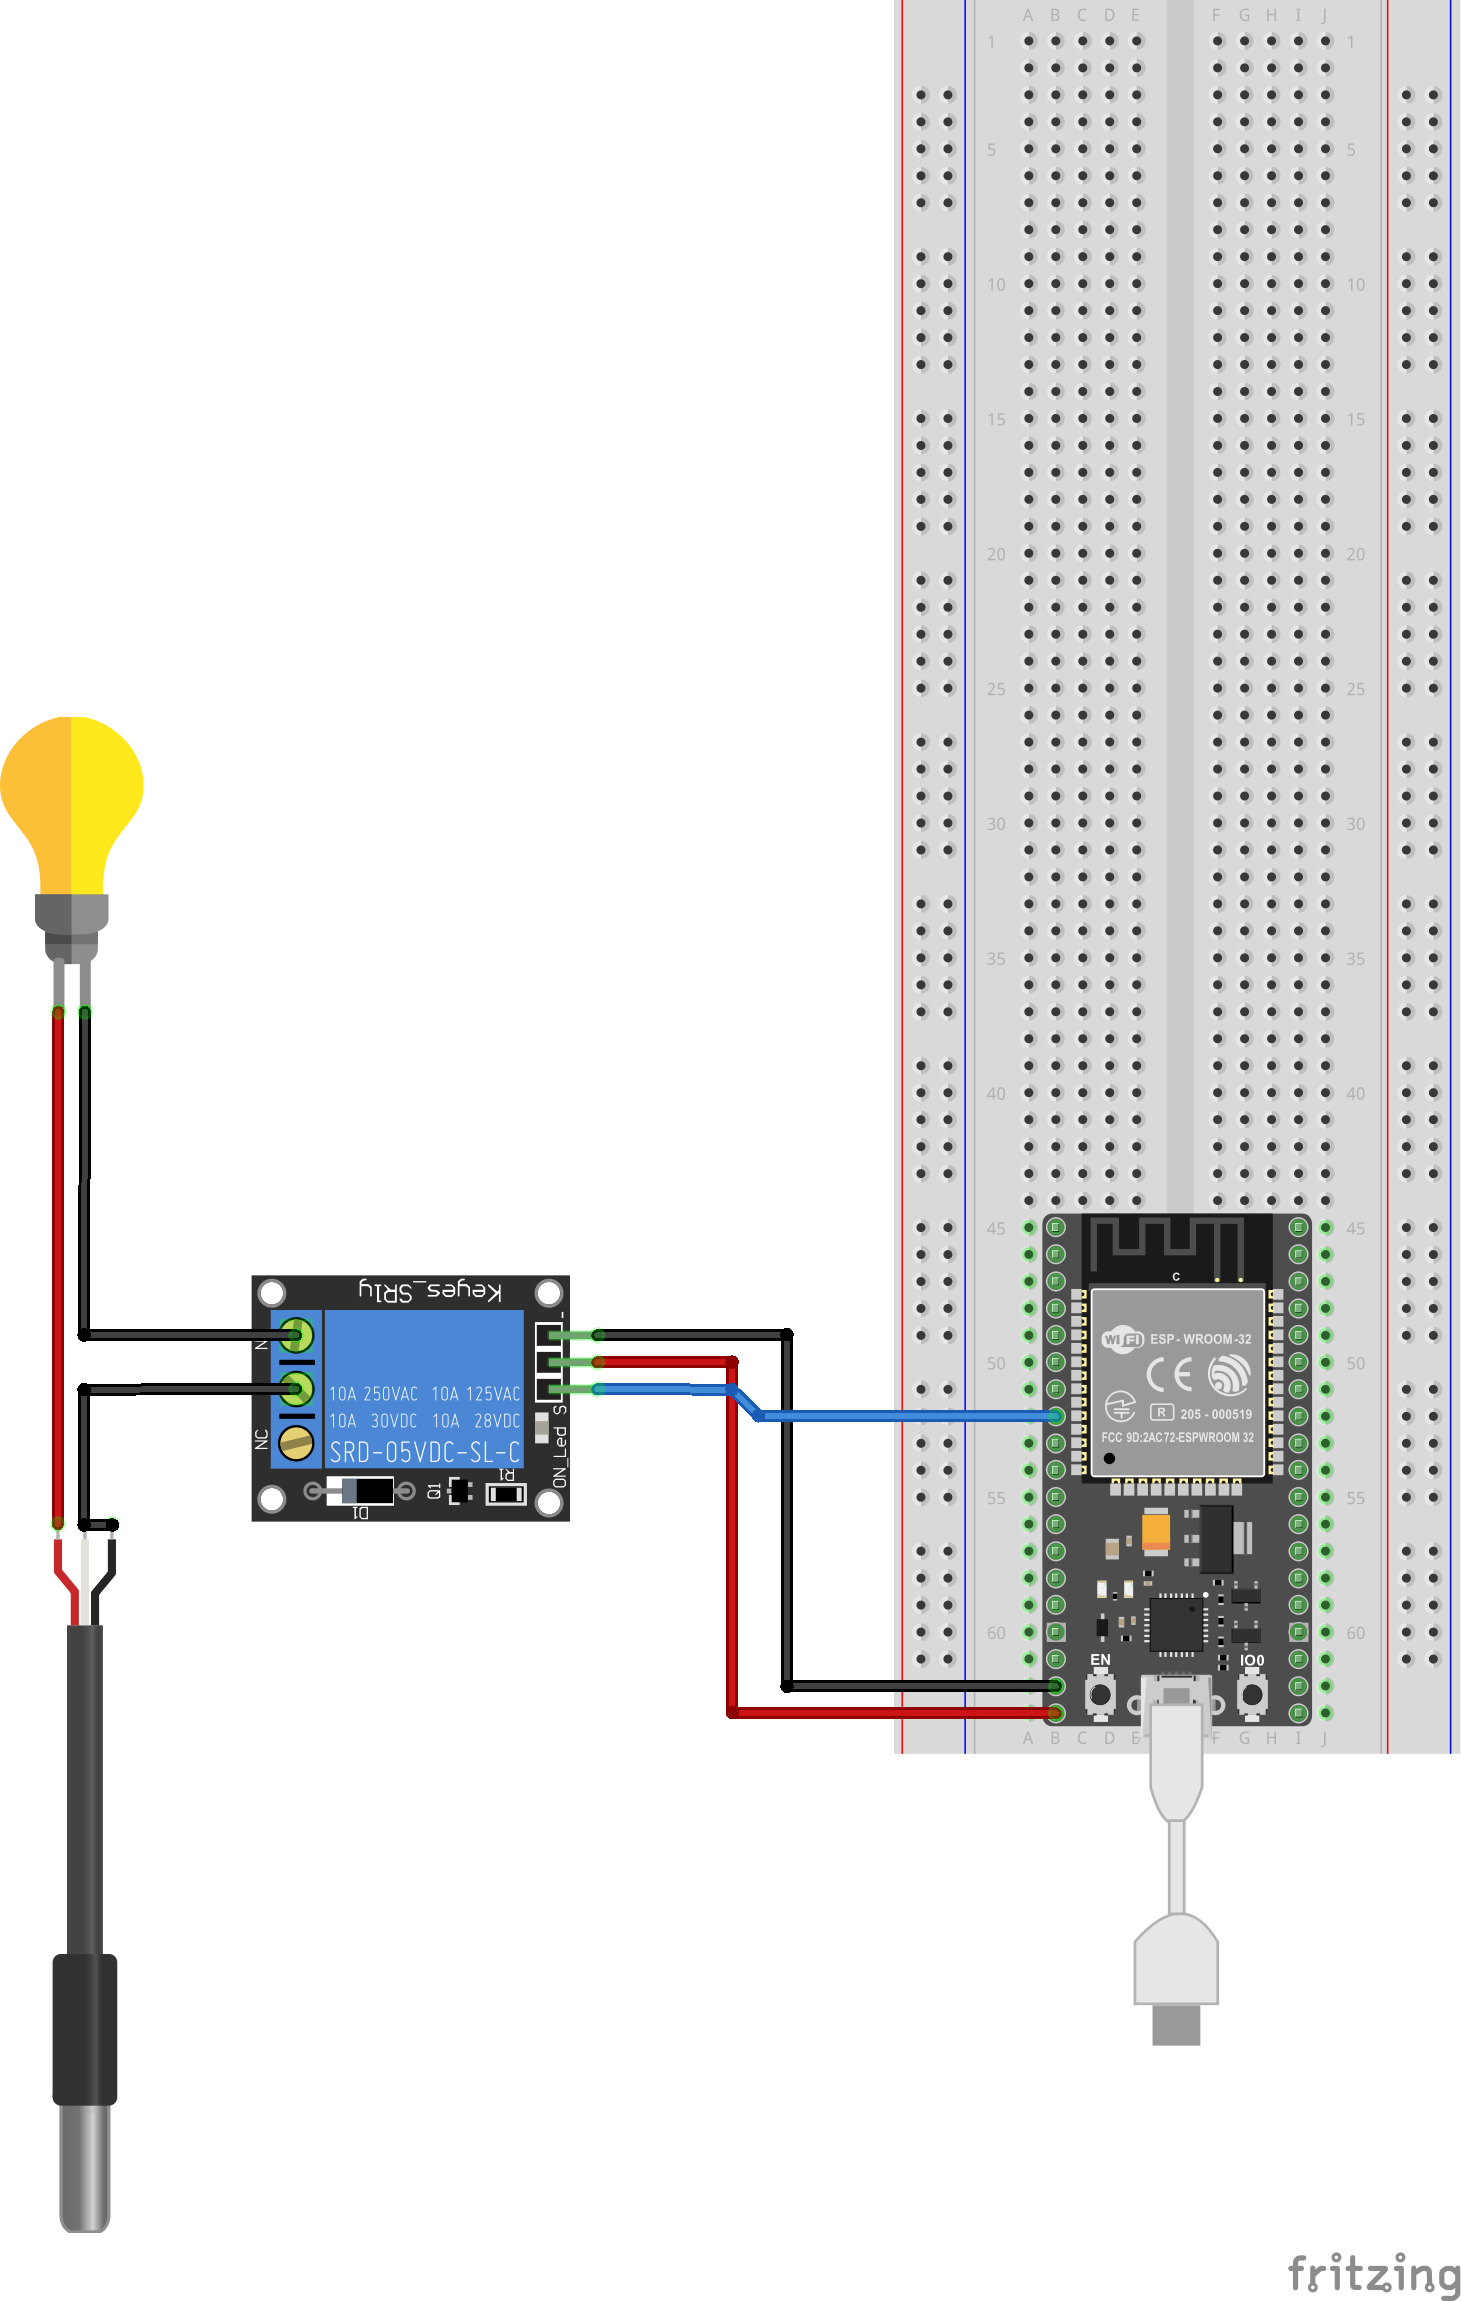 A B C D E F G H I J
1 1
5 5
10 10
15 15
20 20
25 25
30 30
35 35
40 40
45 45
C
Keyes_SRly
-
N
WiFi ESP-WROOM-32
50 50
CE
10A 250VAC 10A 125VAC
10A 30VDC 10A 28VDC
S
R 205-000519
NC
SRD-05VDC-SL-C
FCC 9D:2AC72-ESPWROOM 32
ON_Led
R1
Q1
D1
55 55
60 60
EN IO0
A B C D E F G H I J
fritzing